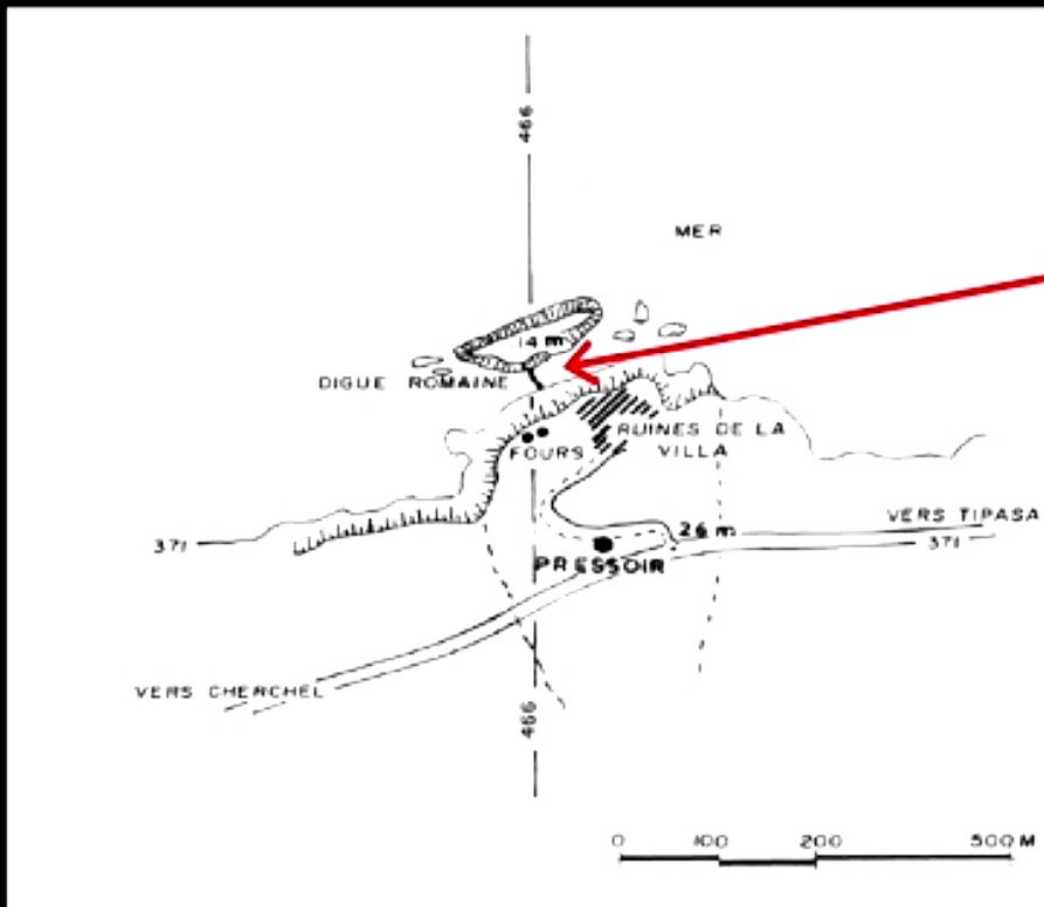 466
MER
14 m
DIGUE ROMAINE
RUINES DE LA
VILLA
FOURS
VERS TIPASA
26 m
371
371
PRESSOIR
VERS CHERCHEL
466
0 100 200 500 M